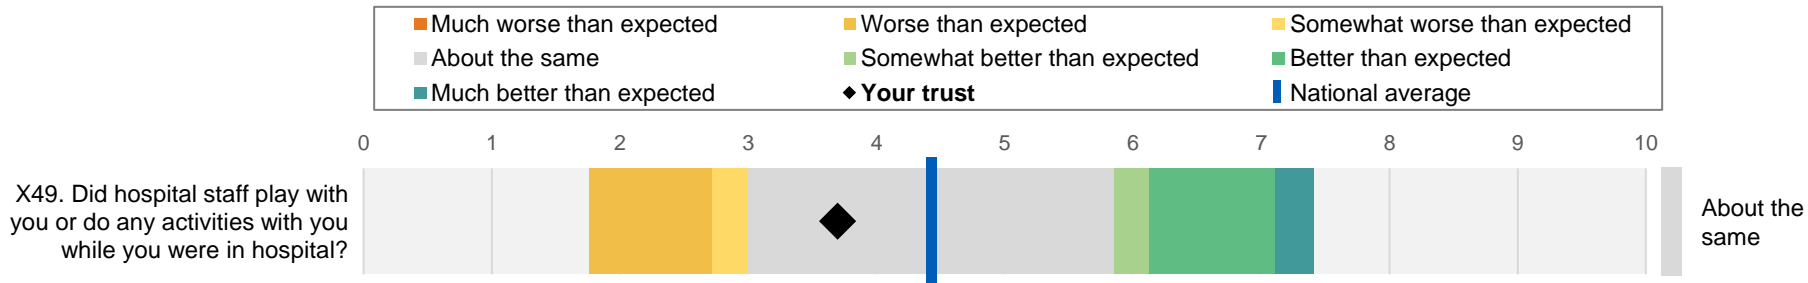 Much worse than expected Worse than expected Somewhat worse than expected
About the same Somewhat better than expected Better than expected
Much better than expected Your trust National average
0 1 2 3 4 5 6 7 8 9 10
X49. Did hospital staff play with
you or do any activities with you
while you were in hospital?
About the
same